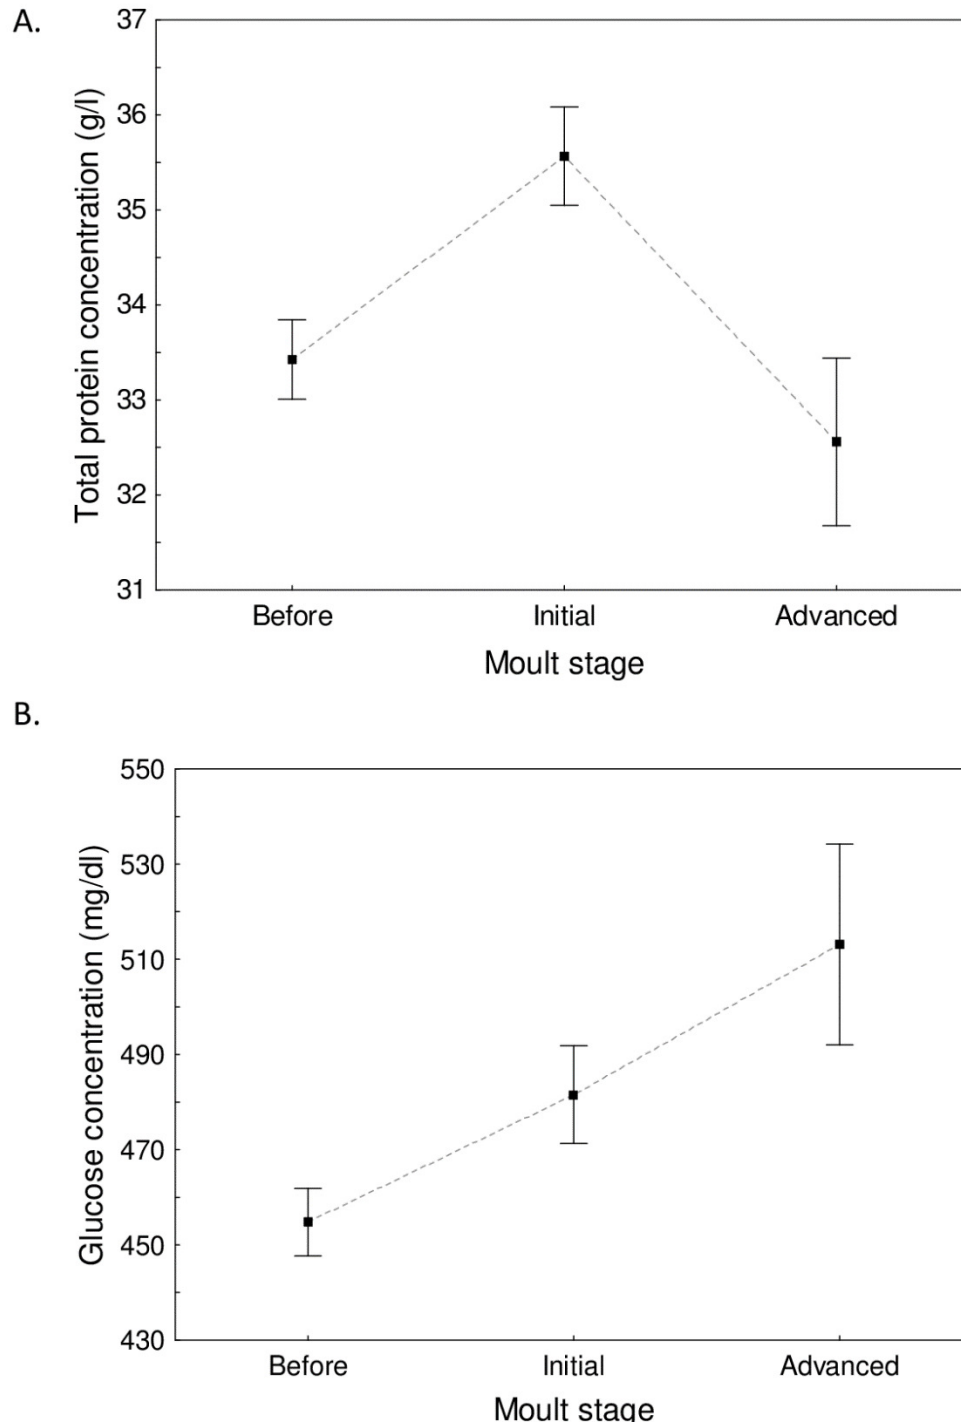 A.
Total protein concentration (g/l)
37
36
35
34
33
32
31
Before Initial Advanced
Moult stage
B.
Glucose concentration (mg/dl)
550
530
510
490
470
450
430
Before Initial Advanced
Moult stage